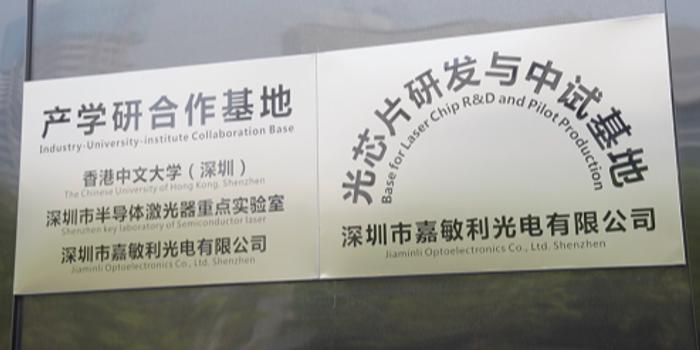 产学研合作基地
Industry-University-institute Collaboration Base
香港中文大学（深圳）
The Chinese University of Hong Kong, Shenzhen
深圳市半导体激光器重点实验室
Shenzhen key laboratory of Semiconductor laser
深圳市嘉敏利光电有限公司
Jiaminli Optoelectronics Co., Ltd. Shenzhen
光芯片研发与中试基地
Base for Laser Chip R&D and Pilot Production
深圳市嘉敏利光电有限公司
Jiaminli Optoelectronics Co., Ltd. Shenzhen